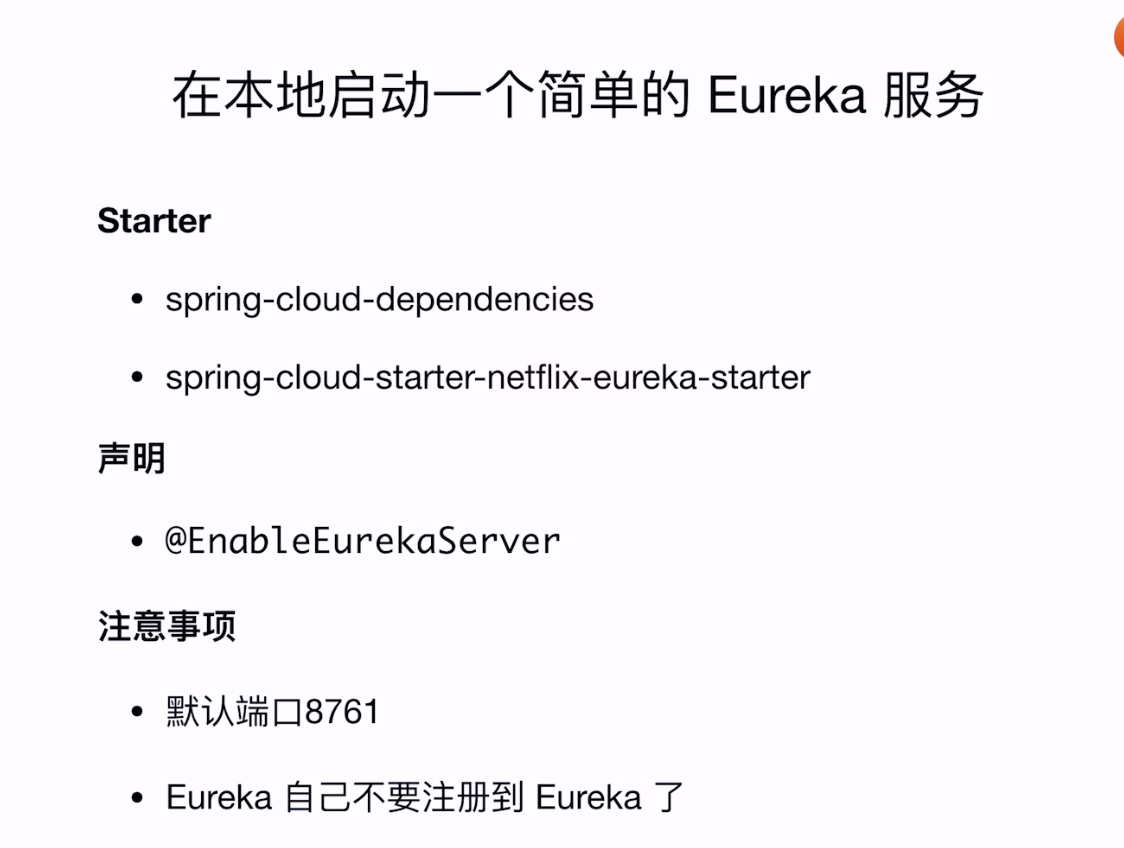 在本地启动一个简单的 Eureka 服务
Starter
• spring-cloud-dependencies
• spring-cloud-starter-netflix-eureka-starter
声明
• @EnableEurekaServer
注意事项
• 默认端口8761
• Eureka 自己不要注册到 Eureka 了